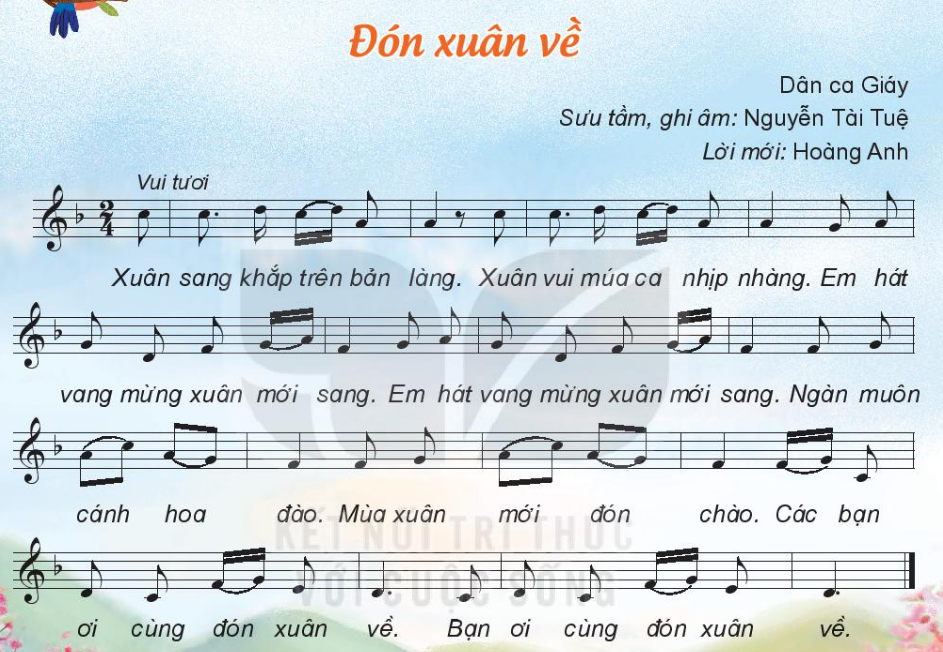 Đón xuân về
Dân ca Giáy
Sưu tầm, ghi âm: Nguyễn Tài Tuệ
Lời mới: Hoàng Anh
Vui tươi
2
4
Xuân sang khắp trên bản làng. Xuân vui múa ca nhịp nhàng. Em hát
vang mừng xuân mới sang. Em hát vang mừng xuân mới sang. Ngàn muôn
cánh hoa đào. Mùa xuân mới đón chào. Các bạn
KẾT NỐI TRI THỨC
VỚI CUỘC SỐNG
ơi cùng đón xuân về. Bạn ơi cùng đón xuân về.